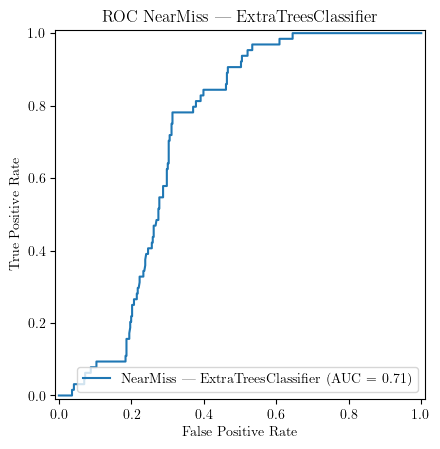 ROC NearMiss — ExtraTreesClassifier
1.0
0.8
0.6
0.4
0.2
0.0
True Positive Rate
NearMiss — ExtraTreesClassifier (AUC = 0.71)
0.0 0.2 0.4 0.6 0.8 1.0
False Positive Rate